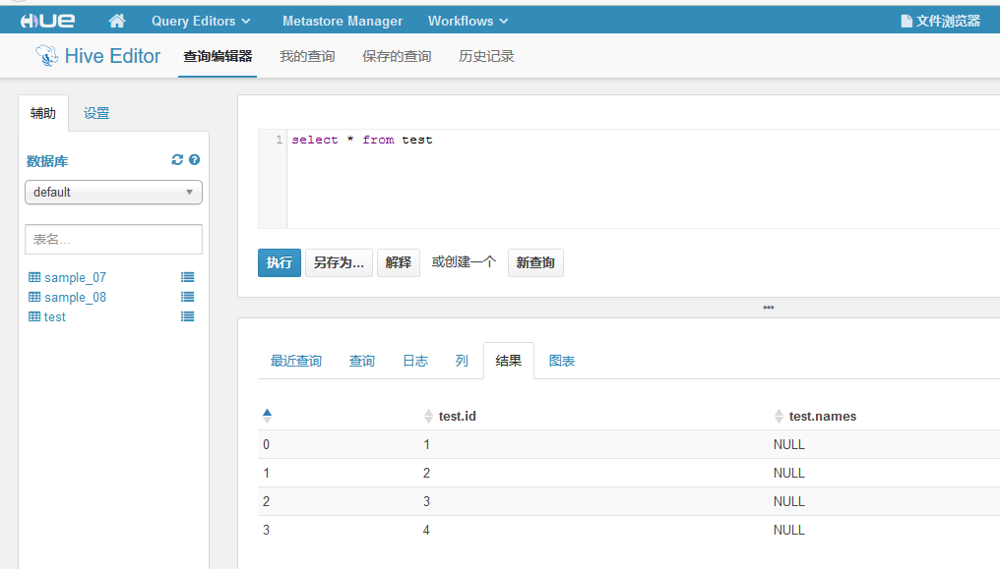 HUE Query Editors Metastore Manager Workflows 文件浏览器
Hive Editor 查询编辑器 我的查询 保存的查询 历史记录
辅助 设置
数据库
default
表名...
sample_07
sample_08
test
1 select * from test
执行 另存为... 解释 或创建一个 新查询
最近查询 查询 日志 列 结果 图表
test.id test.names
0 1 NULL
1 2 NULL
2 3 NULL
3 4 NULL